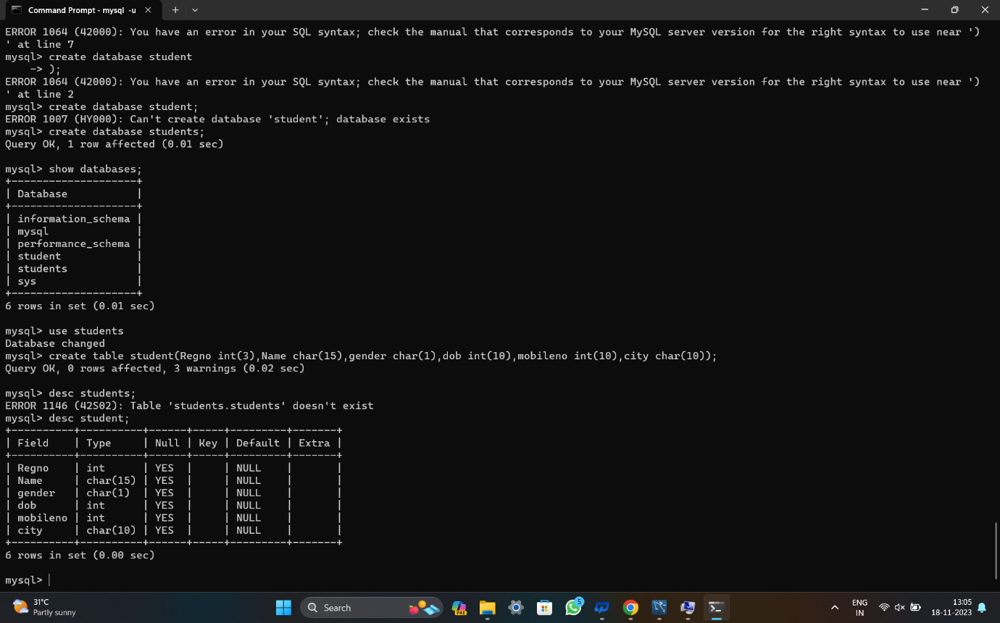 Command Prompt - mysql -u
ERROR 1064 (42000): You have an error in your SQL syntax; check the manual that corresponds to your MySQL server version for the right syntax to use near ')
' at line 7
mysql> create database student
    -> );
ERROR 1064 (42000): You have an error in your SQL syntax; check the manual that corresponds to your MySQL server version for the right syntax to use near ')
' at line 2
mysql> create database student;
ERROR 1007 (HY000): Can't create database 'student'; database exists
mysql> create database students;
Query OK, 1 row affected (0.01 sec)
mysql> show databases;
+--------------------+
| Database           |
+--------------------+
| information_schema |
| mysql              |
| performance_schema |
| student            |
| students           |
| sys                |
+--------------------+
6 rows in set (0.01 sec)
mysql> use students
Database changed
mysql> create table student(Regno int(3),Name char(15),gender char(1),dob int(10),mobileno int(10),city char(10));
Query OK, 0 rows affected, 3 warnings (0.02 sec)
mysql> desc students;
ERROR 1146 (42S02): Table 'students.students' doesn't exist
mysql> desc student;
+----------+----------+------+-----+---------+-------+
| Field    | Type     | Null | Key | Default | Extra |
+----------+----------+------+-----+---------+-------+
| Regno    | int      | YES  |     | NULL    |       |
| Name     | char(15) | YES  |     | NULL    |       |
| gender   | char(1)  | YES  |     | NULL    |       |
| dob      | int      | YES  |     | NULL    |       |
| mobileno | int      | YES  |     | NULL    |       |
| city     | char(10) | YES  |     | NULL    |       |
+----------+----------+------+-----+---------+-------+
6 rows in set (0.00 sec)
mysql>
31°C
Partly sunny
Search
PRE
5
ENG
IN
13:05
18-11-2023